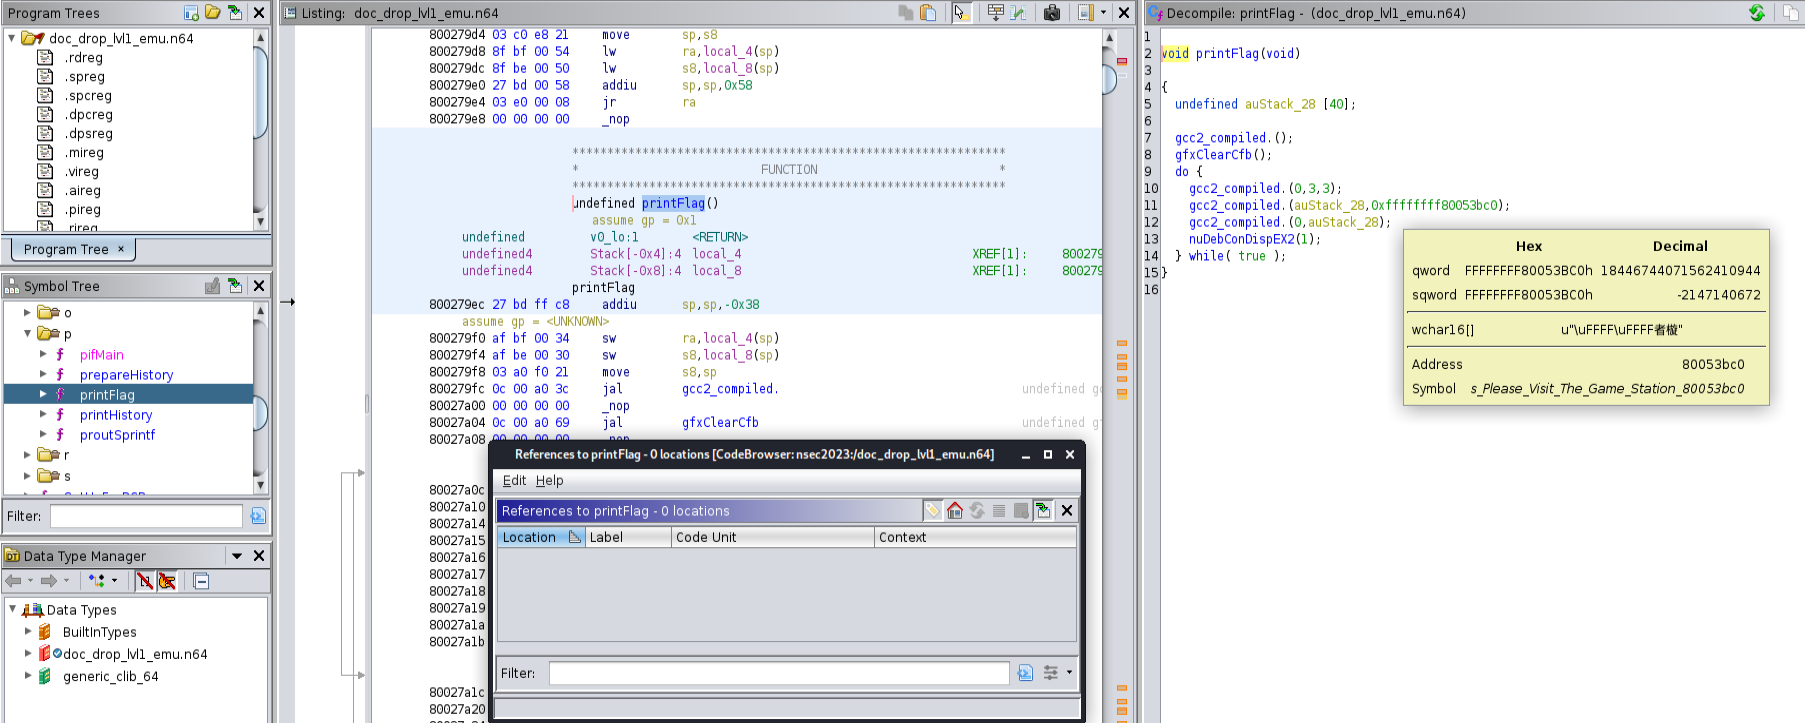 Program Trees
doc_drop_lvl1_emu.n64
.rdreg
.spreg
.spcreg
.dpcreg
.dpsreg
.mireg
.vireg
.aireg
.pireg
.rireg
Program Tree ×
Symbol Tree
o
p
f pifMain
f prepareHistory
f printFlag
f printHistory
f proutSprintf
r
s
Filter:
Data Type Manager
Data Types
BuiltInTypes
doc_drop_lvl1_emu.n64
generic_clib_64
Listing: doc_drop_lvl1_emu.n64
800279d4 03 c0 e8 21 move sp,s8
800279d8 8f bf 00 54 lw ra,local_4(sp)
800279dc 8f be 00 50 lw s8,local_8(sp)
800279e0 27 bd 00 58 addiu sp,sp,0x58
800279e4 03 e0 00 08 jr ra
800279e8 00 00 00 00 _nop
**************************************************************
* FUNCTION *
**************************************************************
undefined printFlag()
assume gp = 0x1
undefined v0_lo:1 <RETURN>
undefined4 Stack[-0x4]:4 local_4 XREF[1]: 800279
undefined4 Stack[-0x8]:4 local_8 XREF[1]: 800279
printFlag
800279ec 27 bd ff c8 addiu sp,sp,-0x38
assume gp = <UNKNOWN>
800279f0 af bf 00 34 sw ra,local_4(sp)
800279f4 af be 00 30 sw s8,local_8(sp)
800279f8 03 a0 f0 21 move s8,sp
800279fc 0c 00 a0 3c jal gcc2_compiled. undefined g
80027a00 00 00 00 00 _nop
80027a04 0c 00 a0 69 jal gfxClearCfb undefined g
80027a08 00 00 00 00 _nop
80027a0c
80027a10
80027a14
80027a15
80027a16
80027a17
80027a18
80027a19
80027a1a
80027a1b
80027a1c
80027a20
References to printFlag - 0 locations [CodeBrowser: nsec2023:/doc_drop_lvl1_emu.n64]
Edit Help
References to printFlag - 0 locations
Location Label Code Unit Context
Filter:
Decompile: printFlag - (doc_drop_lvl1_emu.n64)
1
2 void printFlag(void)
3
4 {
5 undefined auStack_28 [40];
6
7 gcc2_compiled.();
8 gfxClearCfb();
9 do {
10 gcc2_compiled.(0,3,3);
11 gcc2_compiled.(auStack_28,0xffffffff80053bc0);
12 gcc2_compiled.(0,auStack_28);
13 nuDebConDispEX2(1);
14 } while( true );
15 }
16
Hex Decimal
qword FFFFFFFF80053BC0h 18446744071562410944
sqword FFFFFFFF80053BC0h -2147140672
wchar16[] u"\uFFFF\uFFFF者
Address 80053bc0
Symbol s_Please_Visit_The_Game_Station_80053bc0